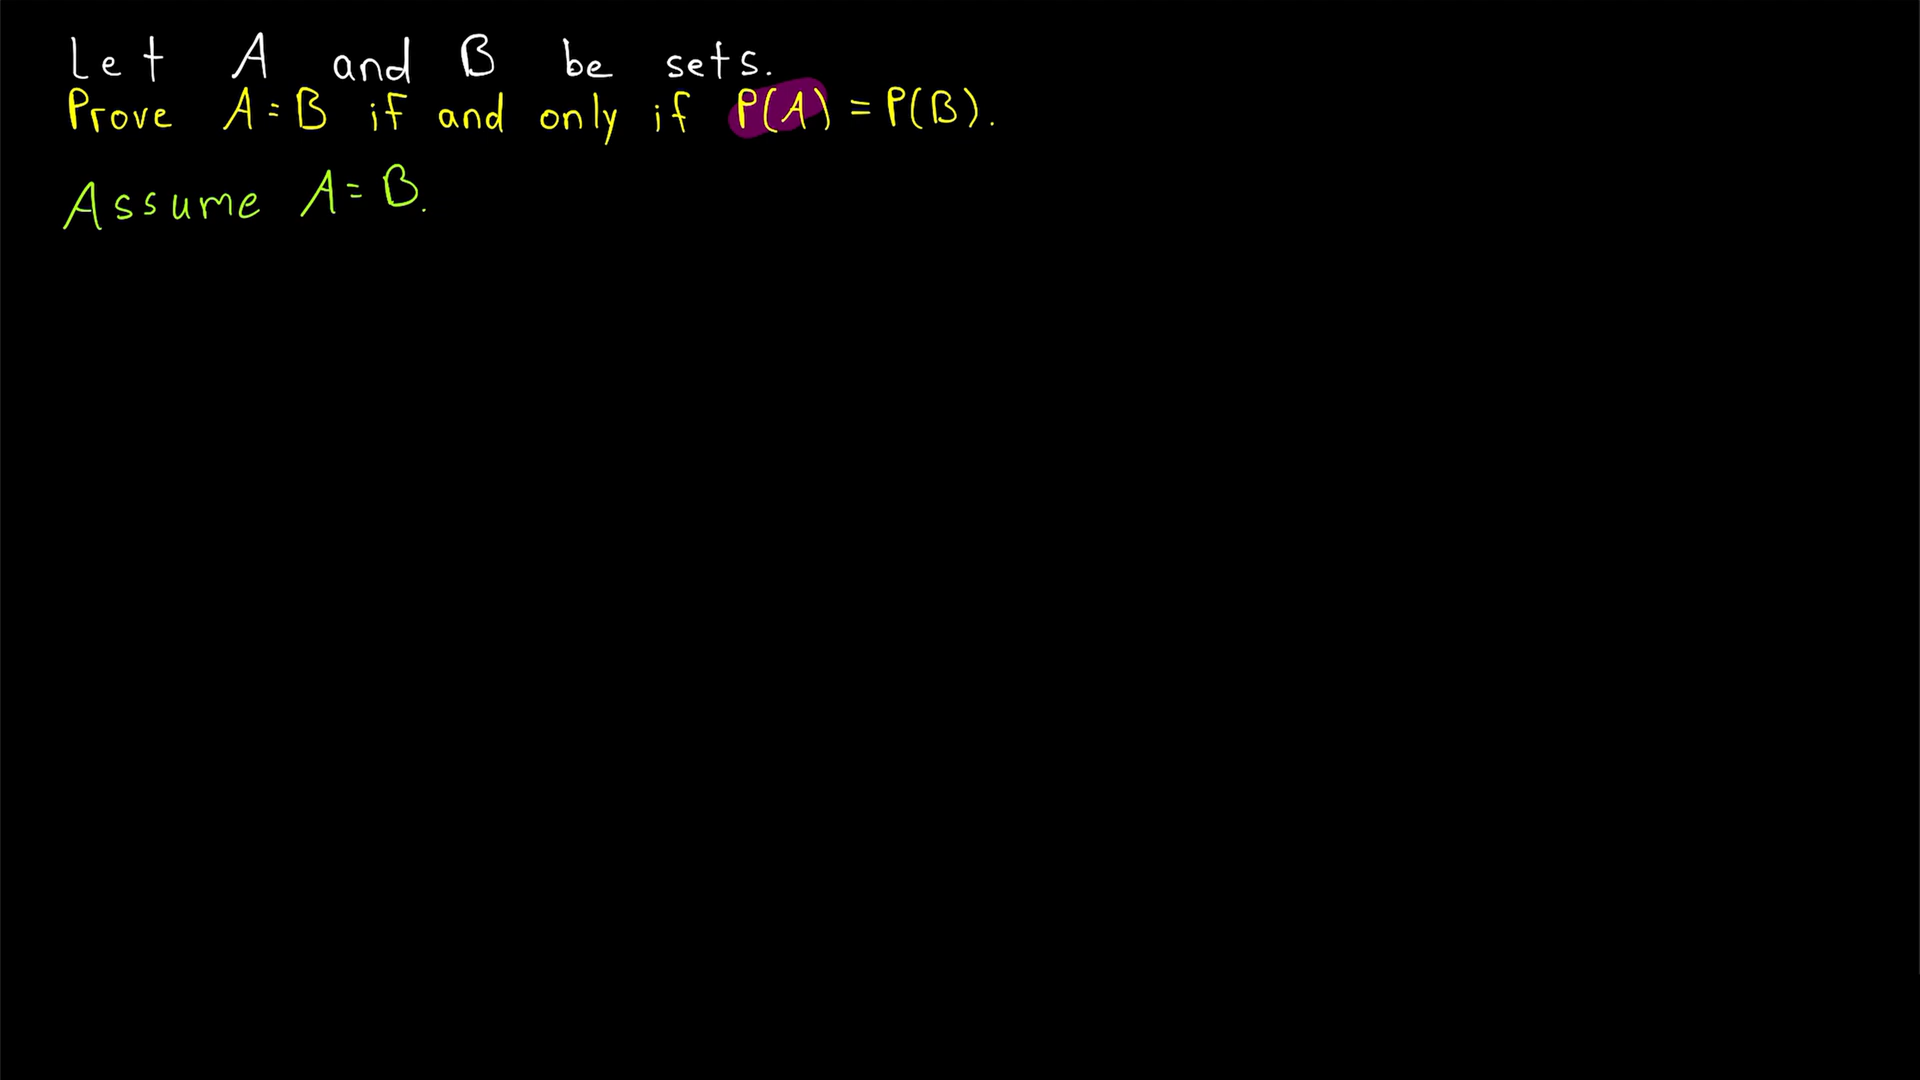 Let A and B be sets.
Prove A=B if and only if P(A) = P(B).
Assume A=B.